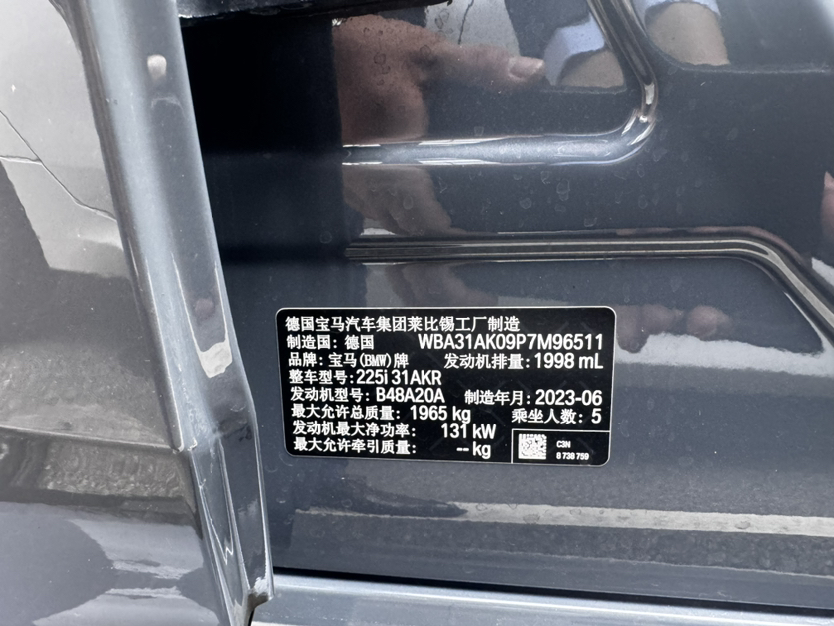 德国宝马汽车集团莱比锡工厂制造
制造国: 德国 WBA31AK09P7M96511
品牌: 宝马(BMW)牌 发动机排量: 1998 mL
整车型号: 225i 31AKR
发动机型号: B48A20A 制造年月: 2023-06
最大允许总质量: 1965 kg 乘坐人数: 5
发动机最大净功率: 131 kW
最大允许牵引质量: -- kg
C3N
8 738 759